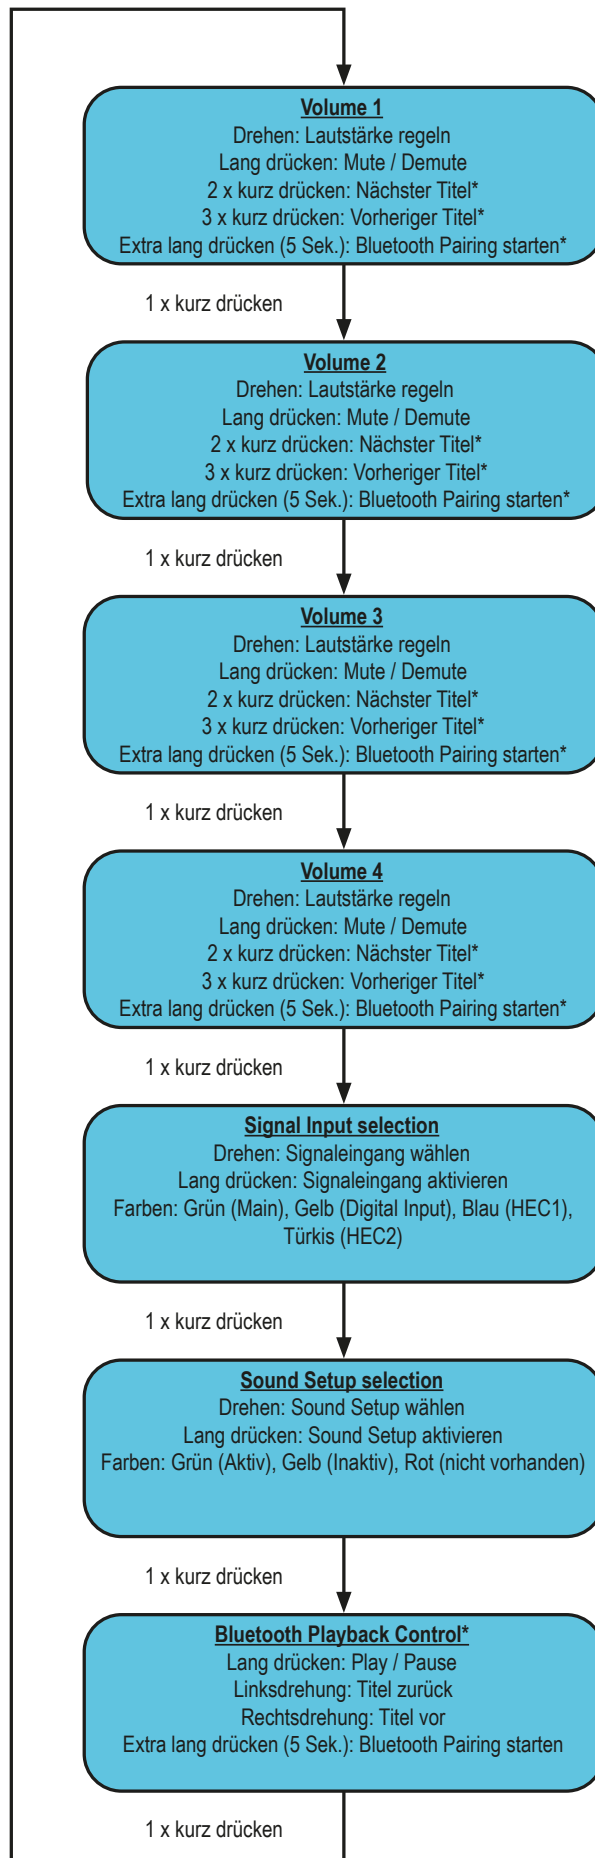 Volume 1
Drehen: Lautstärke regeln
Lang drücken: Mute / Demute
2 x kurz drücken: Nächster Titel*
3 x kurz drücken: Vorheriger Titel*
Extra lang drücken (5 Sek.): Bluetooth Pairing starten*
1 x kurz drücken
Volume 2
Drehen: Lautstärke regeln
Lang drücken: Mute / Demute
2 x kurz drücken: Nächster Titel*
3 x kurz drücken: Vorheriger Titel*
Extra lang drücken (5 Sek.): Bluetooth Pairing starten*
1 x kurz drücken
Volume 3
Drehen: Lautstärke regeln
Lang drücken: Mute / Demute
2 x kurz drücken: Nächster Titel*
3 x kurz drücken: Vorheriger Titel*
Extra lang drücken (5 Sek.): Bluetooth Pairing starten*
1 x kurz drücken
Volume 4
Drehen: Lautstärke regeln
Lang drücken: Mute / Demute
2 x kurz drücken: Nächster Titel*
3 x kurz drücken: Vorheriger Titel*
Extra lang drücken (5 Sek.): Bluetooth Pairing starten*
1 x kurz drücken
Signal Input selection
Drehen: Signaleingang wählen
Lang drücken: Signaleingang aktivieren
Farben: Grün (Main), Gelb (Digital Input), Blau (HEC1),
Türkis (HEC2)
1 x kurz drücken
Sound Setup selection
Drehen: Sound Setup wählen
Lang drücken: Sound Setup aktivieren
Farben: Grün (Aktiv), Gelb (Inaktiv), Rot (nicht vorhanden)
1 x kurz drücken
Bluetooth Playback Control*
Lang drücken: Play / Pause
Linksdrehung: Titel zurück
Rechtsdrehung: Titel vor
Extra lang drücken (5 Sek.): Bluetooth Pairing starten
1 x kurz drücken